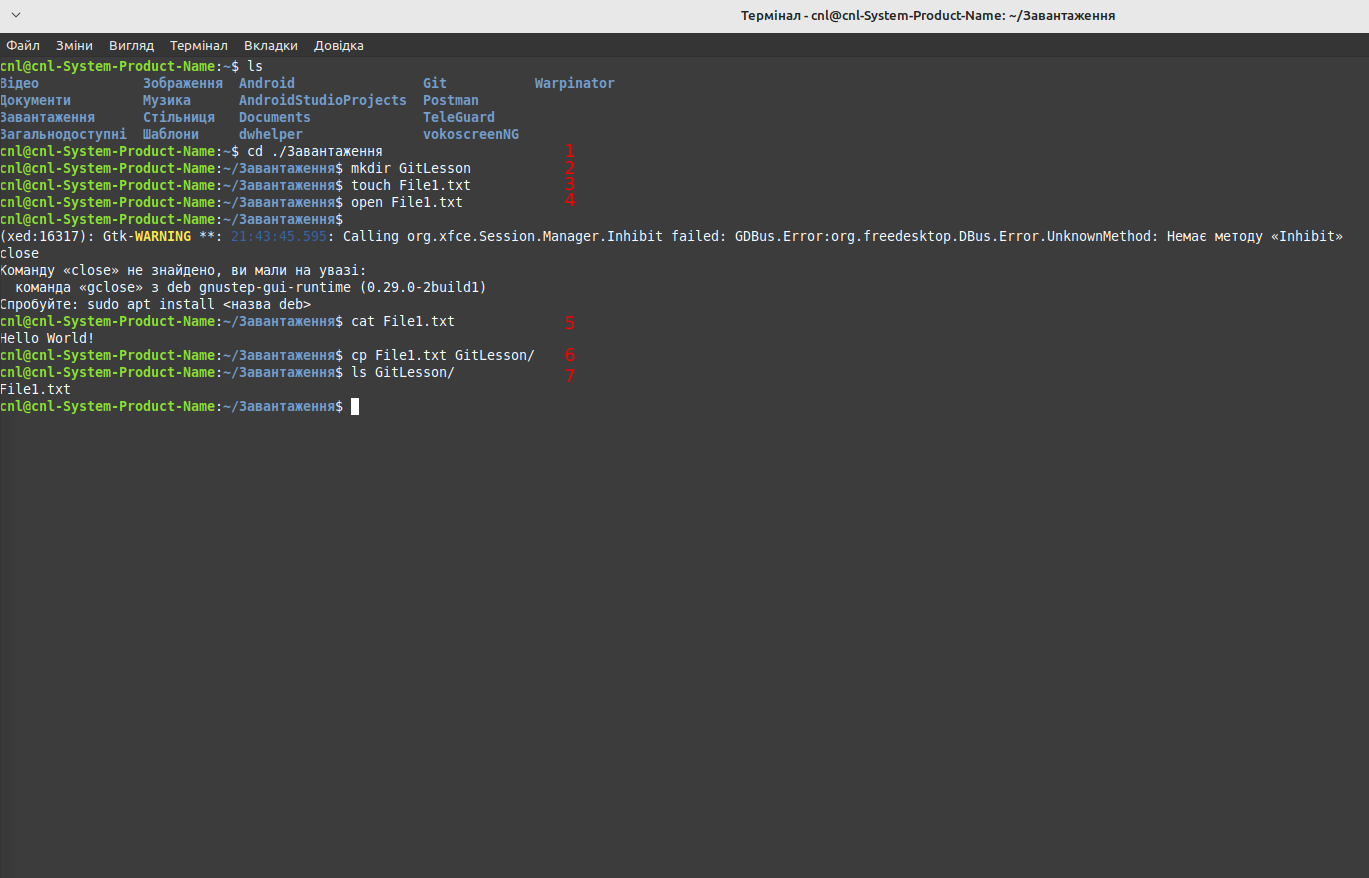 Термінал - cnl@cnl-System-Product-Name: ~/Завантаження
Файл Зміни Вигляд Термінал Вкладки Довідка
cnl@cnl-System-Product-Name:~$ ls
Відео Зображення Android Git Warpinator
Документи Музика AndroidStudioProjects Postman
Завантаження Стільниця Documents TeleGuard
Загальнодоступні Шаблони dwhelper vokoscreenNG
cnl@cnl-System-Product-Name:~$ cd ./Завантаження 1
cnl@cnl-System-Product-Name:~/Завантаження$ mkdir GitLesson 2
cnl@cnl-System-Product-Name:~/Завантаження$ touch File1.txt 3
cnl@cnl-System-Product-Name:~/Завантаження$ open File1.txt 4
cnl@cnl-System-Product-Name:~/Завантаження$
(xed:16317): Gtk-WARNING **: 21:43:45.595: Calling org.xfce.Session.Manager.Inhibit failed: GDBus.Error:org.freedesktop.DBus.Error.UnknownMethod: Немає методу «Inhibit»
close
Команду «close» не знайдено, ви мали на увазі:
команда «gclose» з deb gnustep-gui-runtime (0.29.0-2build1)
Спробуйте: sudo apt install <назва deb>
cnl@cnl-System-Product-Name:~/Завантаження$ cat File1.txt 5
Hello World!
cnl@cnl-System-Product-Name:~/Завантаження$ cp File1.txt GitLesson/ 6
cnl@cnl-System-Product-Name:~/Завантаження$ ls GitLesson/ 7
File1.txt
cnl@cnl-System-Product-Name:~/Завантаження$